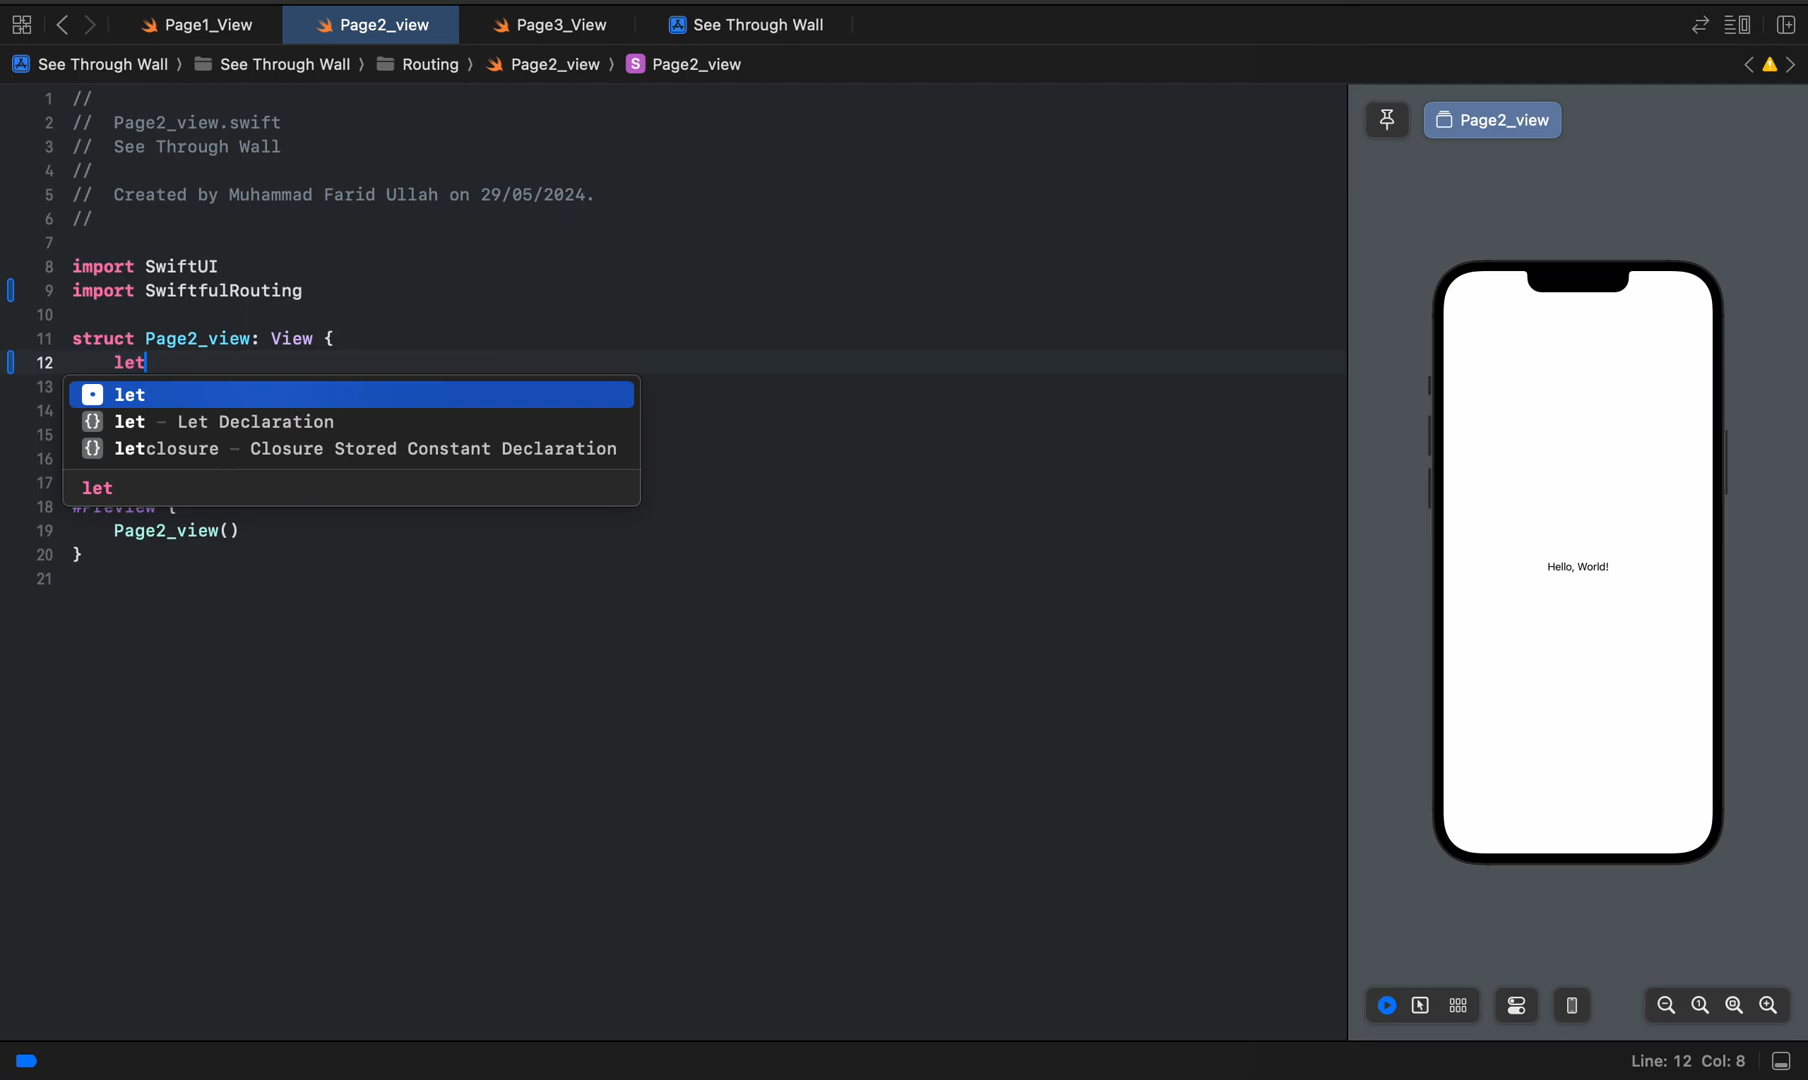 Page1_View
Page2_view
Page3_View
See Through Wall
See Through Wall 〉 See Through Wall 〉 Routing 〉 Page2_view 〉 S Page2_view
1 //
2 // Page2_view.swift
3 // See Through Wall
4 //
5 // Created by Muhammad Farid Ullah on 29/05/2024.
6 //
7
8 import SwiftUI
9 import SwiftfulRouting
10
11 struct Page2_view: View {
12 let
13
14
15
16
17
18 #Preview {
19 Page2_view()
20 }
21
let
{} let – Let Declaration
{} letclosure – Closure Stored Constant Declaration
let
Page2_view
Hello, World!
Line: 12 Col: 8